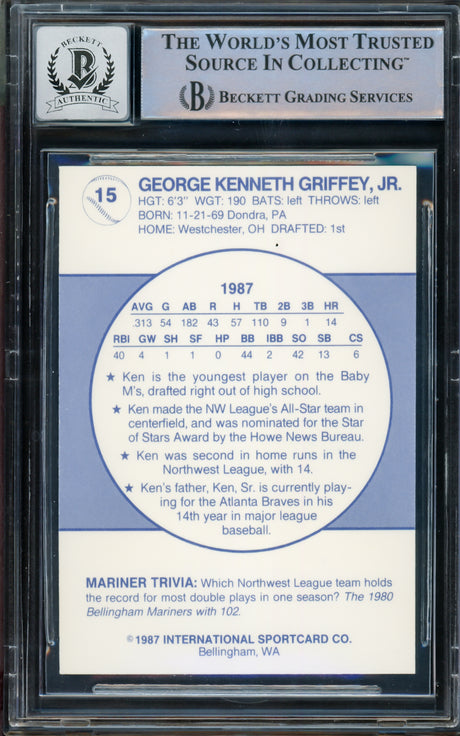 BECKETT
B
AUTHENTIC
THE WORLD'S MOST TRUSTED
SOURCE IN COLLECTING™
B BECKETT GRADING SERVICES
15
GEORGE KENNETH GRIFFEY, JR.
HGT: 6'3" WGT: 190 BATS: left THROWS: left
BORN: 11-21-69 Dondra, PA
HOME: Westchester, OH DRAFTED: 1st
1987
AVG G AB R H TB 2B 3B HR
.313 54 182 43 57 110 9 1 14
RBI GW SH SF HP BB IBB SO SB CS
40 4 1 1 0 44 2 42 13 6
★ Ken is the youngest player on the Baby
M's, drafted right out of high school.
★ Ken made the NW League's All-Star team in
centerfield, and was nominated for the Star
of Stars Award by the Howe News Bureau.
★ Ken was second in home runs in the
Northwest League, with 14.
★ Ken's father, Ken, Sr. is currently play-
ing for the Atlanta Braves in his
14th year in major league
baseball.
MARINER TRIVIA: Which Northwest League team holds
the record for most double plays in one season? The 1980
Bellingham Mariners with 102.
©1987 INTERNATIONAL SPORTCARD CO.
Bellingham, WA